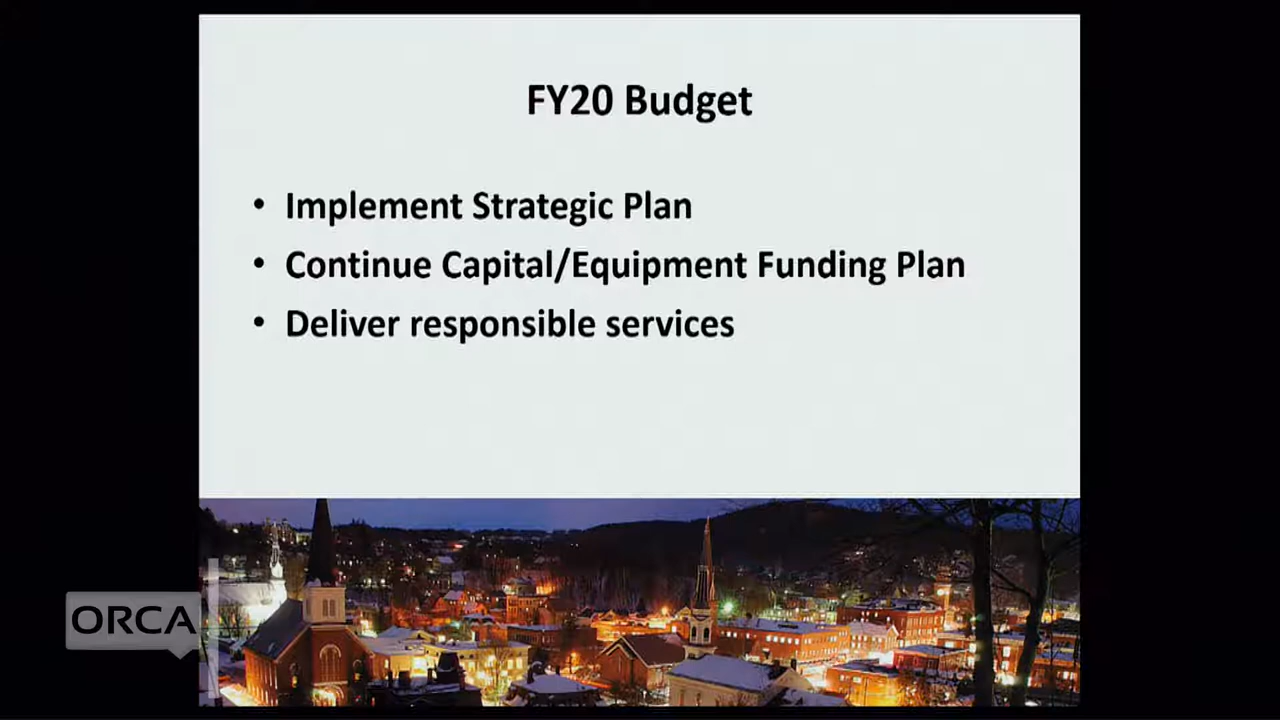 FY20 Budget
• Implement Strategic Plan
• Continue Capital/Equipment Funding Plan
• Deliver responsible services
ORCA